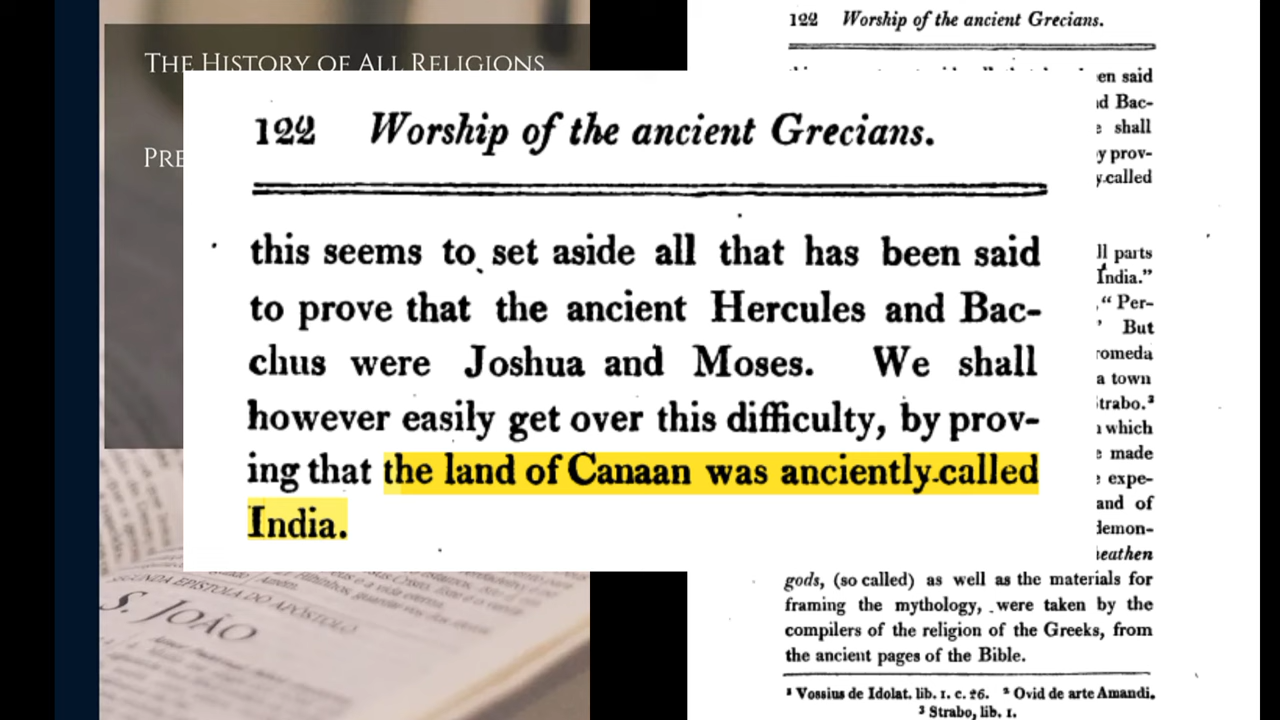 THE HISTORY OF ALL RELIGIONS
PRE
122 Worship of the ancient Grecians.
this seems to set aside all that has been said
to prove that the ancient Hercules and Bac-
chus were Joshua and Moses. We shall
however easily get over this difficulty, by prov-
ing that the land of Canaan was anciently called
India.
S. JOÃO
122 Worship of the ancient Grecians.
en said
d Bac-
shall
y prov-
called
ll parts
India."
"Per-
But
romeda
a town
trabo.³
which
made
expe-
and of
demon-
heathen
gods, (so called) as well as the materials for
framing the mythology, were taken by the
compilers of the religion of the Greeks, from
the ancient pages of the Bible.
¹ Vossius de Idolat. lib. 1. c. 26. ² Ovid de arte Amandi.
³ Strabo, lib. 1.